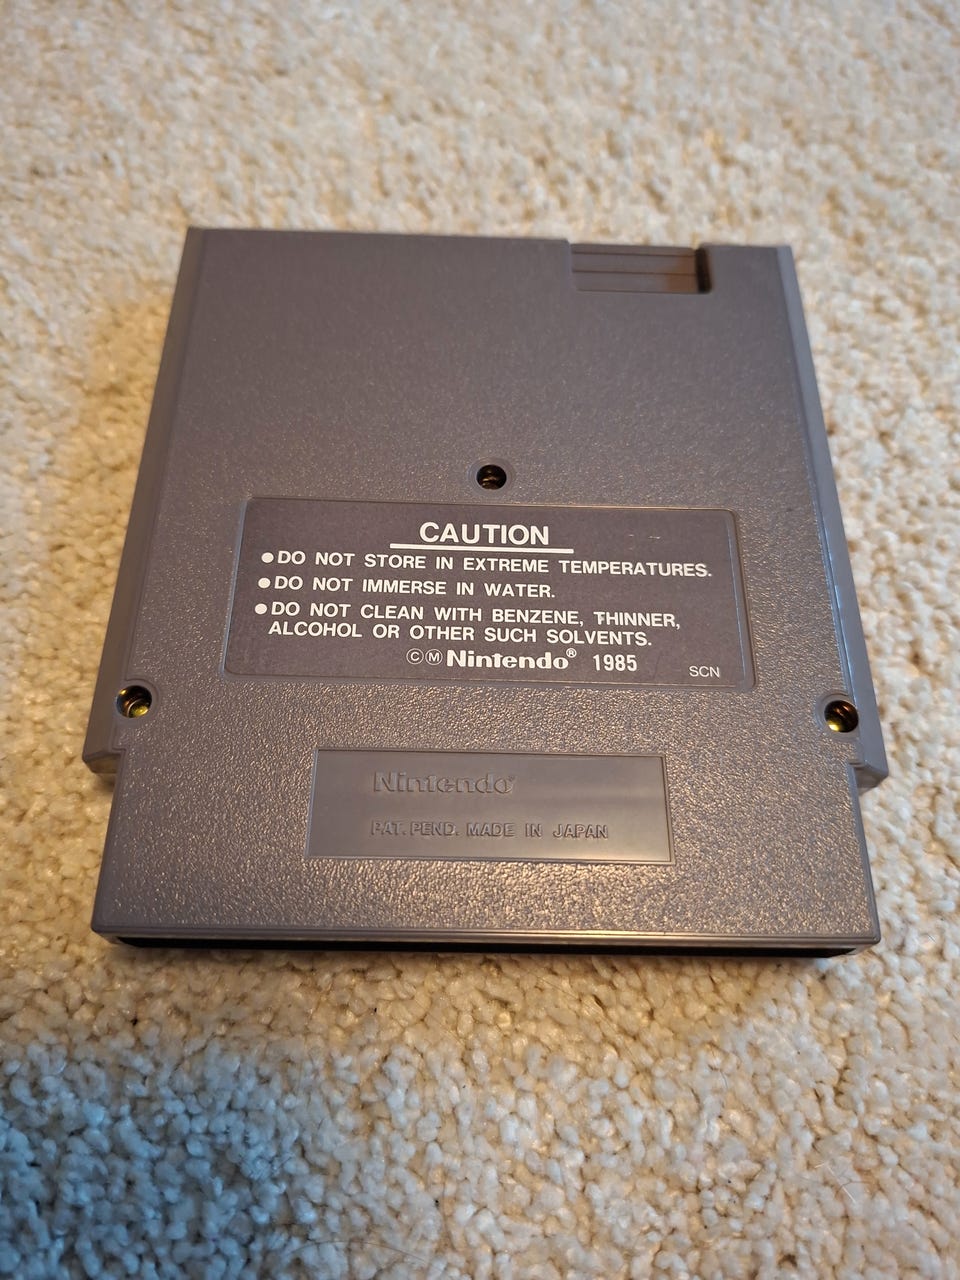 CAUTION
●DO NOT STORE IN EXTREME TEMPERATURES.
●DO NOT IMMERSE IN WATER.
●DO NOT CLEAN WITH BENZENE, THINNER,
ALCOHOL OR OTHER SUCH SOLVENTS.
©ⓂNintendo® 1985 SCN
Nintendo®
PAT. PEND. MADE IN JAPAN